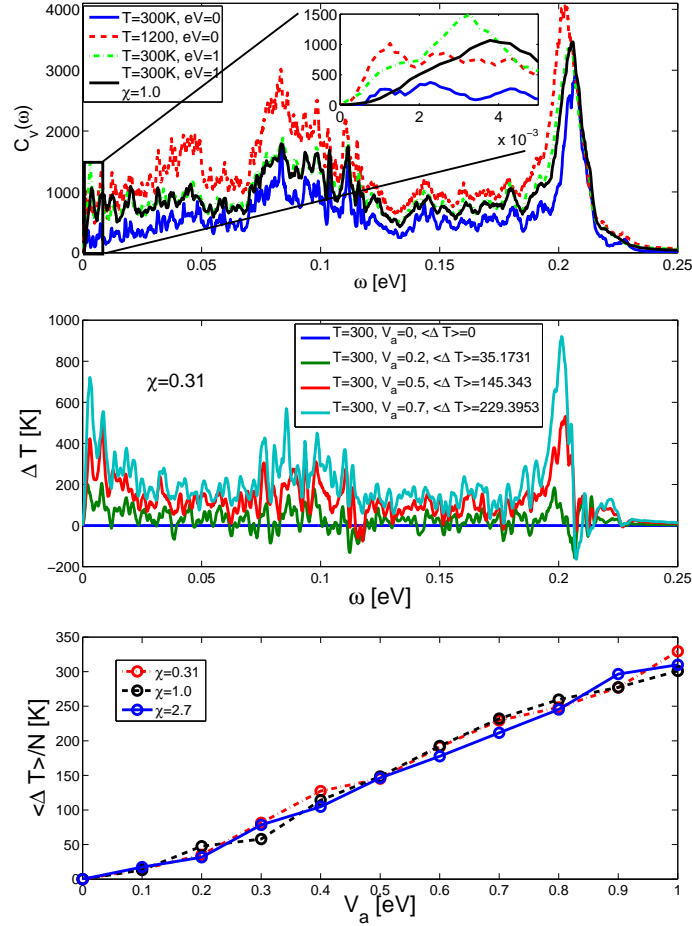 T=300K, eV=0
T=1200, eV=0
T=300K, eV=1
T=300K, eV=1
χ=1.0
1500
1000
500
0
0 2 4
x 10⁻³
4000
3000
2000
1000
0
C_v(ω)
0 0.05 0.1 0.15 0.2 0.25
ω [eV]
1000
800
600
400
200
0
−200
Δ T [K]
χ=0.31
T=300, V_a=0, <Δ T>=0
T=300, V_a=0.2, <Δ T>=35.1731
T=300, V_a=0.5, <Δ T>=145.343
T=300, V_a=0.7, <Δ T>=229.3953
0 0.05 0.1 0.15 0.2 0.25
ω [eV]
350
300
250
200
150
100
50
0
<Δ T>/N [K]
χ=0.31
χ=1.0
χ=2.7
0 0.1 0.2 0.3 0.4 0.5 0.6 0.7 0.8 0.9 1
V_a [eV]